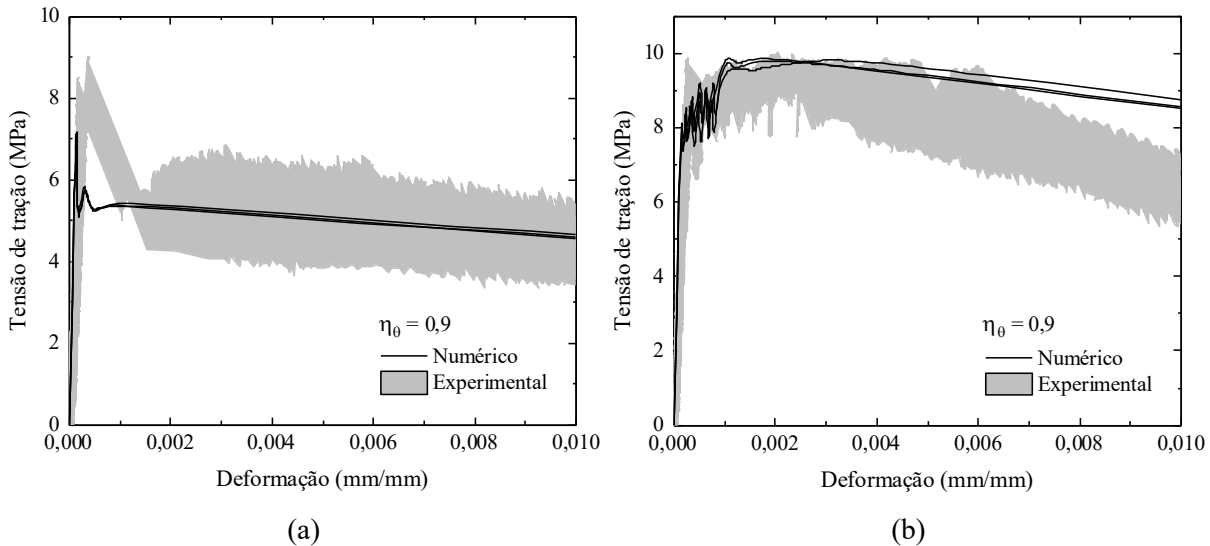 10
8
6
4
2
0
Tensão de tração (MPa)
ηθ = 0,9
Numérico
Experimental
0,000 0,002 0,004 0,006 0,008 0,010
Deformação (mm/mm)
(a)
10
8
6
4
2
0
Tensão de tração (MPa)
ηθ = 0,9
Numérico
Experimental
0,000 0,002 0,004 0,006 0,008 0,010
Deformação (mm/mm)
(b)